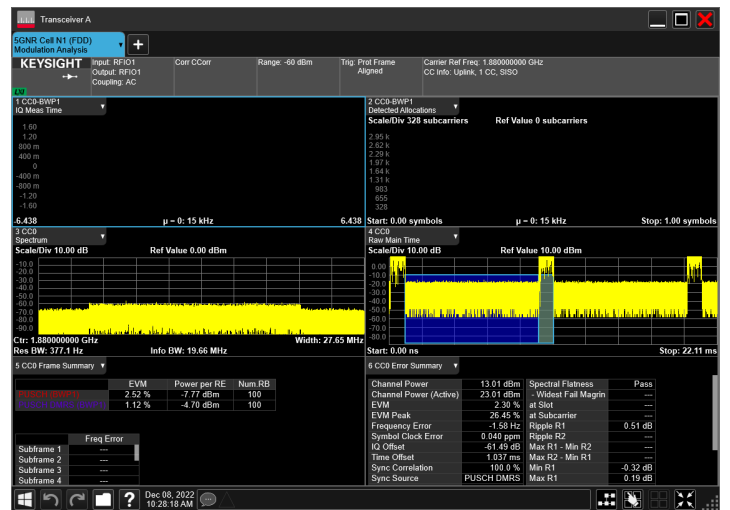 Transceiver A
5GNR Cell N1 (FDD)
Modulation Analysis
KEYSIGHT
Input: RFIO1
Output: RFIO1
Coupling: AC
Corr CCorr
Range: -60 dBm
Trig: Prot Frame
Aligned
Carrier Ref Freq: 1.880000000 GHz
CC Info: Uplink, 1 CC, SISO
1 CC0-BWP1
IQ Meas Time
1.60
1.20
800 m
400 m
0
-400 m
-800 m
-1.20
-1.60
-6.438 μ = 0: 15 kHz 6.438
2 CC0-BWP1
Detected Allocations
Scale/Div 328 subcarriers Ref Value 0 subcarriers
2.95 k
2.62 k
2.29 k
1.97 k
1.64 k
1.31 k
983
655
328
Start: 0.00 symbols μ = 0: 15 kHz Stop: 1.00 symbols
3 CC0
Spectrum
Scale/Div 10.00 dB Ref Value 0.00 dBm
-10.0
-20.0
-30.0
-40.0
-50.0
-60.0
-70.0
-80.0
-90.0
Ctr: 1.880000000 GHz Width: 27.65 MHz
Res BW: 377.1 Hz Info BW: 19.66 MHz
4 CC0
Raw Main Time
Scale/Div 10.00 dB Ref Value 10.00 dBm
0.00
-10.0
-20.0
-30.0
-40.0
-50.0
-60.0
-70.0
-80.0
Start: 0.00 ns Stop: 22.11 ms
5 CC0 Frame Summary
EVM Power per RE Num.RB
PUSCH (BWP1) 2.52 % -7.77 dBm 100
1.12 % -4.70 dBm 100
Freq Error
Subframe 1 ---
Subframe 2 ---
Subframe 3 ---
Subframe 4 ---
6 CC0 Error Summary
Channel Power 13.01 dBm Spectral Flatness Pass
Channel Power (Active) 23.01 dBm - Widest Fail Magrin ---
EVM 2.30 % at Slot ---
EVM Peak 26.45 % at Subcarrier ---
Frequency Error -1.58 Hz Ripple R1 0.51 dB
Symbol Clock Error 0.040 ppm Ripple R2 ---
IQ Offset -61.49 dB Max R1 - Min R2 ---
Time Offset 1.037 ms Max R2 - Min R1 ---
Sync Correlation 100.0 % Min R1 -0.32 dB
Sync Source PUSCH DMRS Max R1 0.19 dB
Dec 08, 2022
10:28:18 AM